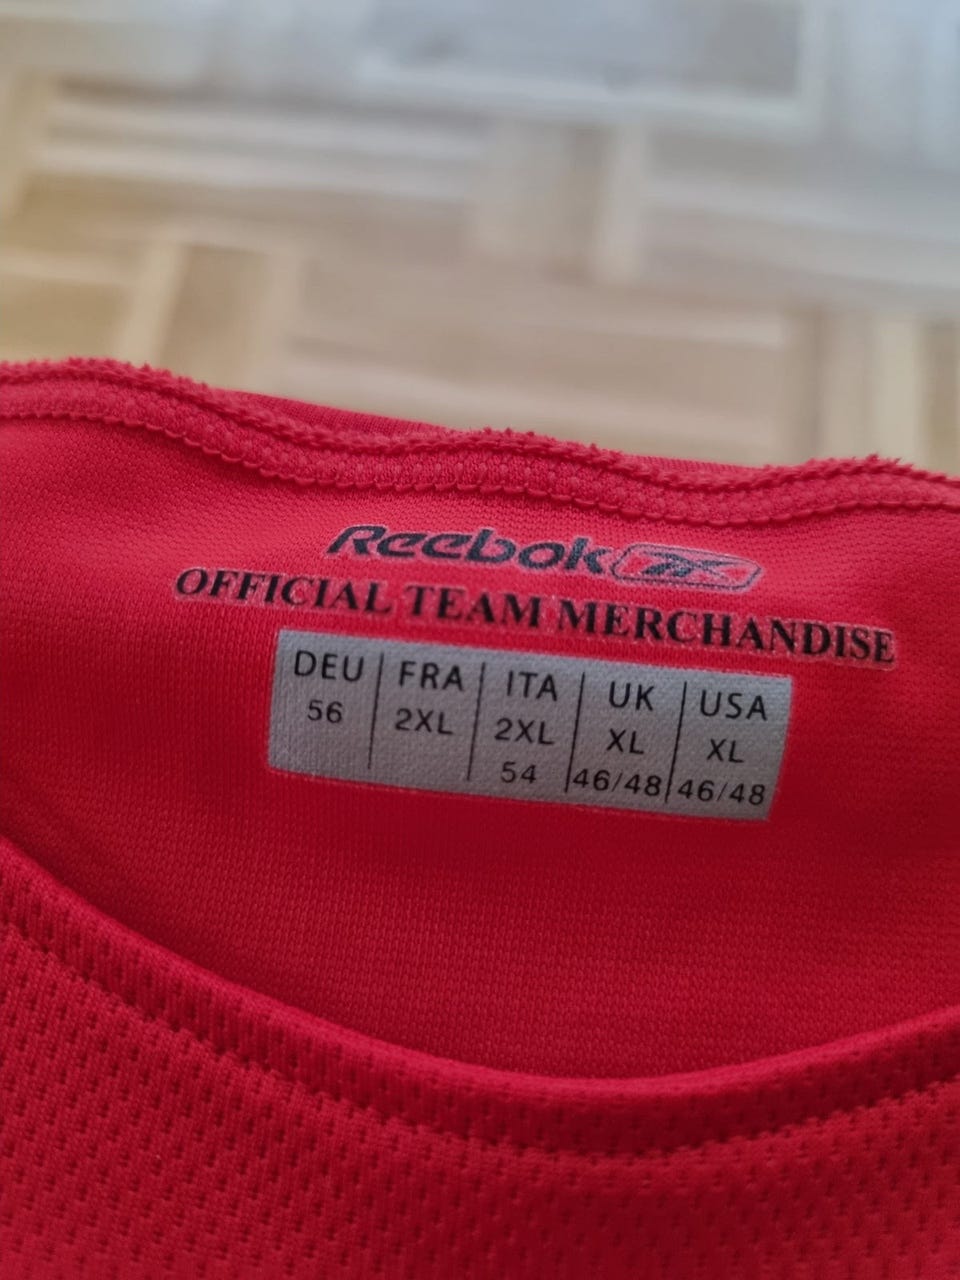 Reebok
OFFICIAL TEAM MERCHANDISE
DEU FRA ITA UK USA
56 2XL 2XL XL XL
54 46/48 46/48